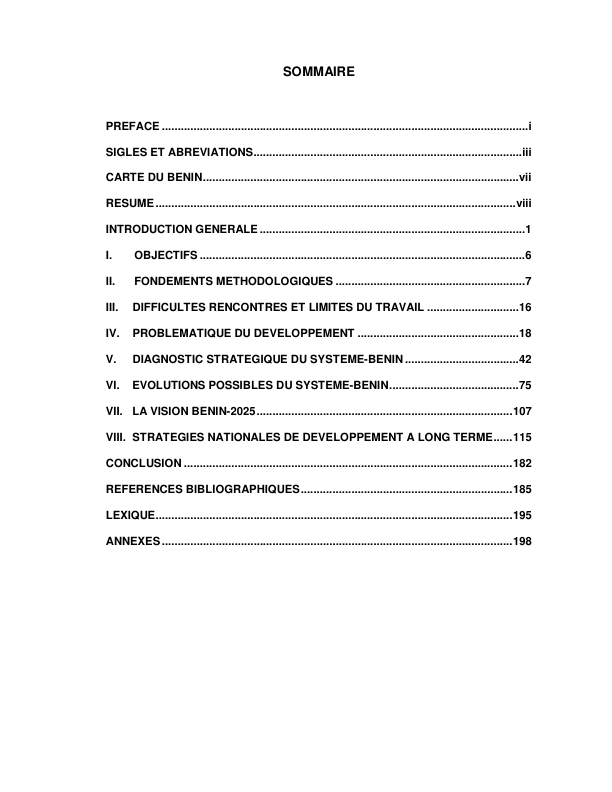 SOMMAIRE
PREFACE ....................................................................................................................i
SIGLES ET ABREVIATIONS.....................................................................................iii
CARTE DU BENIN....................................................................................................vii
RESUME..................................................................................................................viii
INTRODUCTION GENERALE ....................................................................................1
I. OBJECTIFS .......................................................................................................6
II. FONDEMENTS METHODOLOGIQUES ............................................................7
III. DIFFICULTES RENCONTRES ET LIMITES DU TRAVAIL .............................16
IV. PROBLEMATIQUE DU DEVELOPPEMENT ...................................................18
V. DIAGNOSTIC STRATEGIQUE DU SYSTEME-BENIN ....................................42
VI. EVOLUTIONS POSSIBLES DU SYSTEME-BENIN.........................................75
VII. LA VISION BENIN-2025.................................................................................107
VIII. STRATEGIES NATIONALES DE DEVELOPPEMENT A LONG TERME......115
CONCLUSION ........................................................................................................182
REFERENCES BIBLIOGRAPHIQUES...................................................................185
LEXIQUE.................................................................................................................195
ANNEXES ...............................................................................................................198